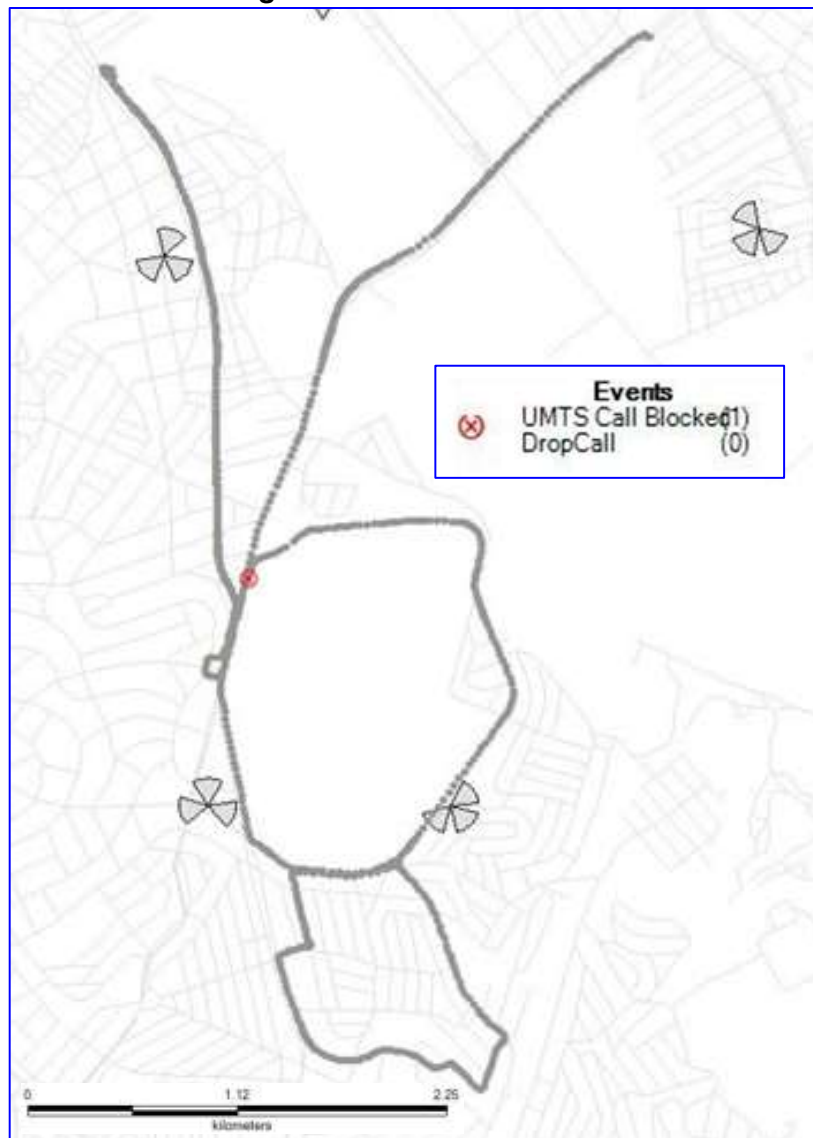 Events
UMTS Call Blocked(1)
DropCall (0)
0 1.12 2.25
kilometers